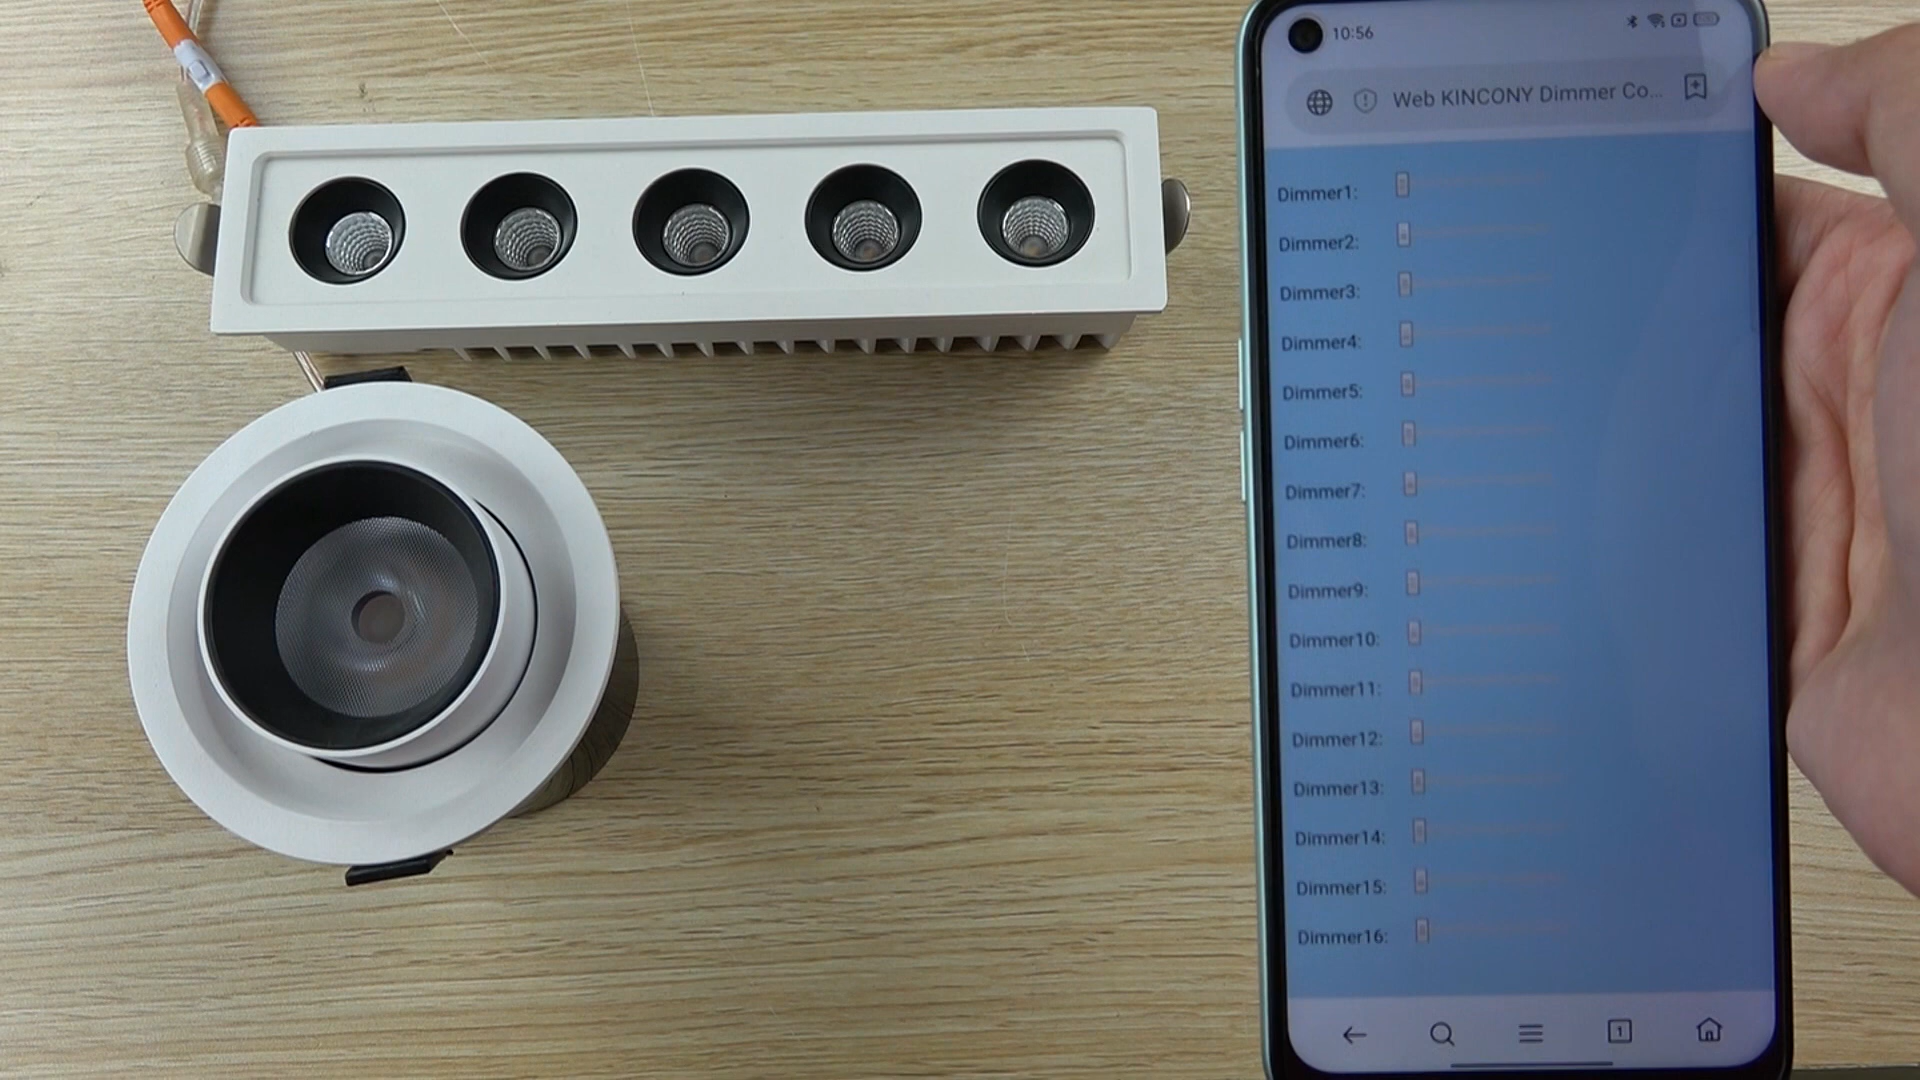 10:56
Web KINCONY Dimmer Co...
Dimmer1:
Dimmer2:
Dimmer3:
Dimmer4:
Dimmer5:
Dimmer6:
Dimmer7:
Dimmer8:
Dimmer9:
Dimmer10:
Dimmer11:
Dimmer12:
Dimmer13:
Dimmer14:
Dimmer15:
Dimmer16:
1